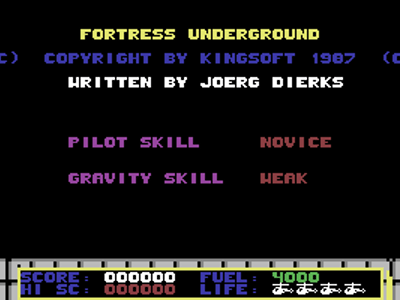 FORTRESS UNDERGROUND
C) COPYRIGHT BY KINGSOFT 1987 (C
WRITTEN BY JOERG DIERKS
PILOT SKILL NOVICE
GRAVITY SKILL WEAK
SCORE: 000000 FUEL: 4000
HI SC: 000000 LIFE: